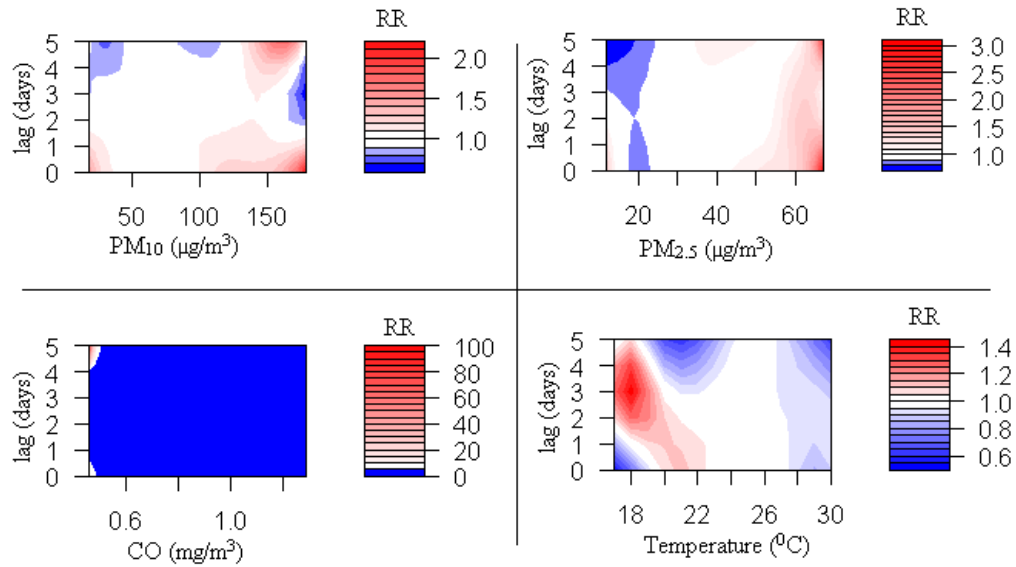 RR
RR
5
4
3
2
1
0
lag (days)
2.0
1.5
1.0
50 100 150
PM10 (µg/m³)
5
4
3
2
1
0
lag (days)
3.0
2.5
2.0
1.5
1.0
20 40 60
PM2.5 (µg/m³)
RR
RR
5
4
3
2
1
0
lag (days)
100
80
60
40
20
0
0.6 1.0
CO (mg/m³)
5
4
3
2
1
0
lag (days)
1.4
1.2
1.0
0.8
0.6
18 22 26 30
Temperature (⁰C)